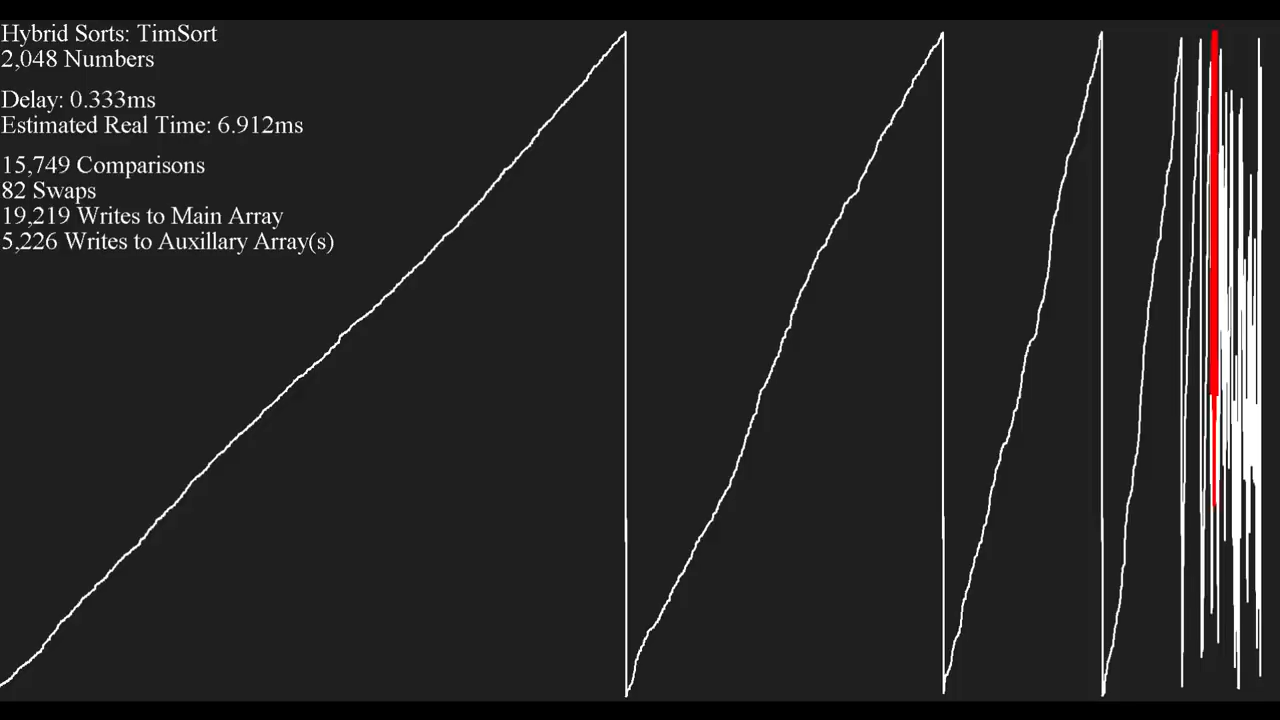 Hybrid Sorts: TimSort
2,048 Numbers
Delay: 0.333ms
Estimated Real Time: 6.912ms
15,749 Comparisons
82 Swaps
19,219 Writes to Main Array
5,226 Writes to Auxillary Array(s)